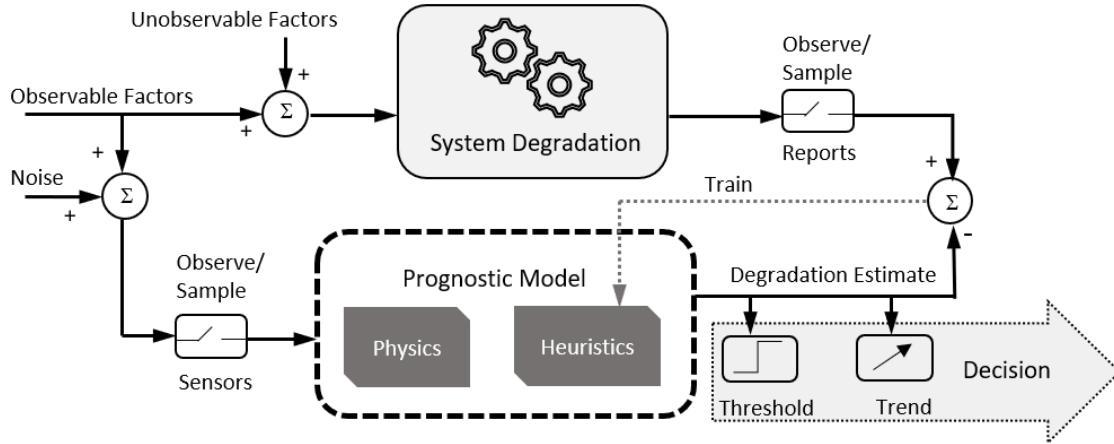 Unobservable Factors
+
Observable Factors
+
Σ
System Degradation
Observe/
Sample
Reports
+
Noise
+
Σ
+
Σ
-
Train
Observe/
Sample
Sensors
Prognostic Model
Physics
Heuristics
Degradation Estimate
Threshold
Trend
Decision